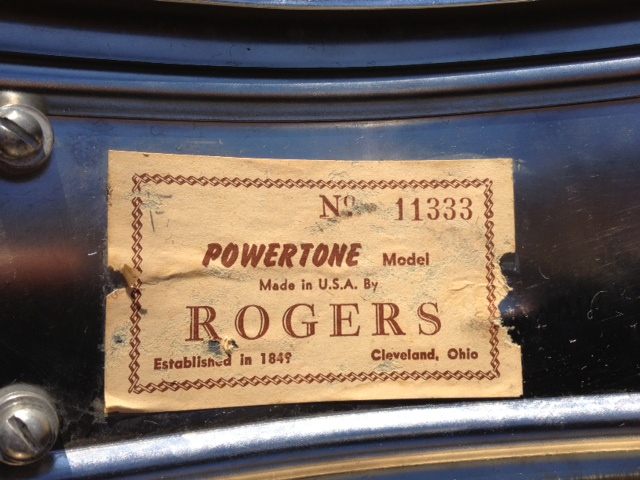 Nº 11333
POWERTONE Model
Made in U.S.A. By
ROGERS
Established in 1849 Cleveland, Ohio